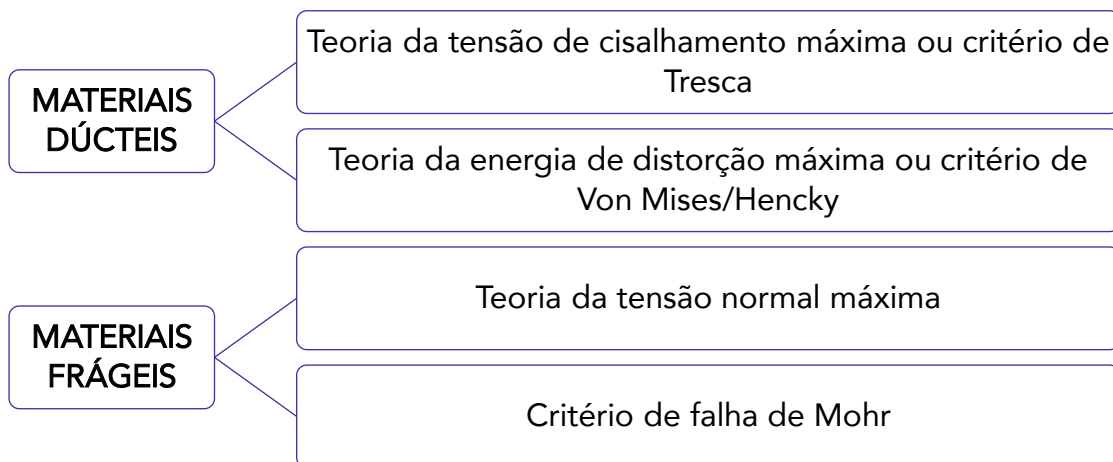 MATERIAIS
DÚCTEIS
Teoria da tensão de cisalhamento máxima ou critério de
Tresca
Teoria da energia de distorção máxima ou critério de
Von Mises/Hencky
MATERIAIS
FRÁGEIS
Teoria da tensão normal máxima
Critério de falha de Mohr